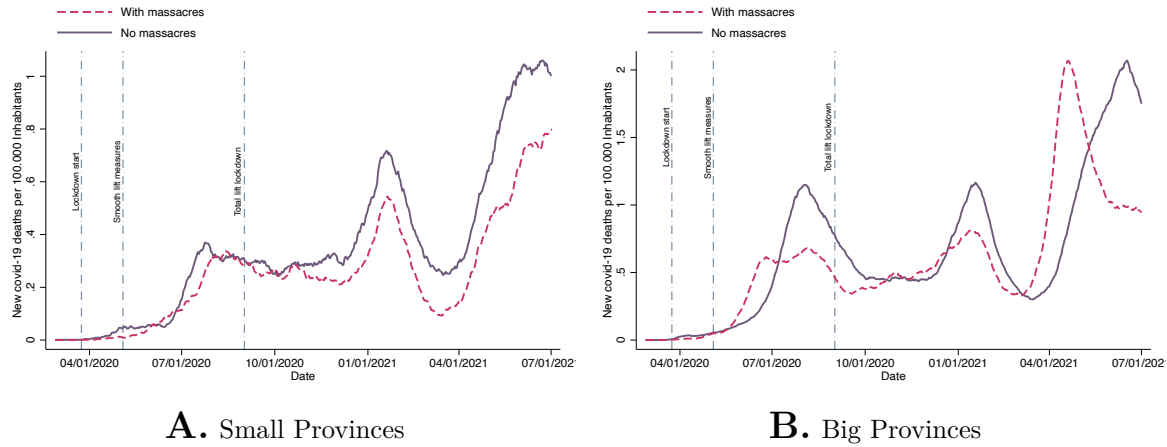 With massacres
No massacres
New covid-19 deaths per 100.000 Inhabitants
0 .2 .4 .6 .8 1
Lockdown start
Smooth lift measures
Total lift lockdown
04/01/2020 07/01/2020 10/01/2020 01/01/2021 04/01/2021 07/01/202
Date
A. Small Provinces
With massacres
No massacres
New covid-19 deaths per 100.000 Inhabitants
0 .5 1 1.5 2
Lockdown start
Smooth lift measures
Total lift lockdown
04/01/2020 07/01/2020 10/01/2020 01/01/2021 04/01/2021 07/01/202
Date
B. Big Provinces